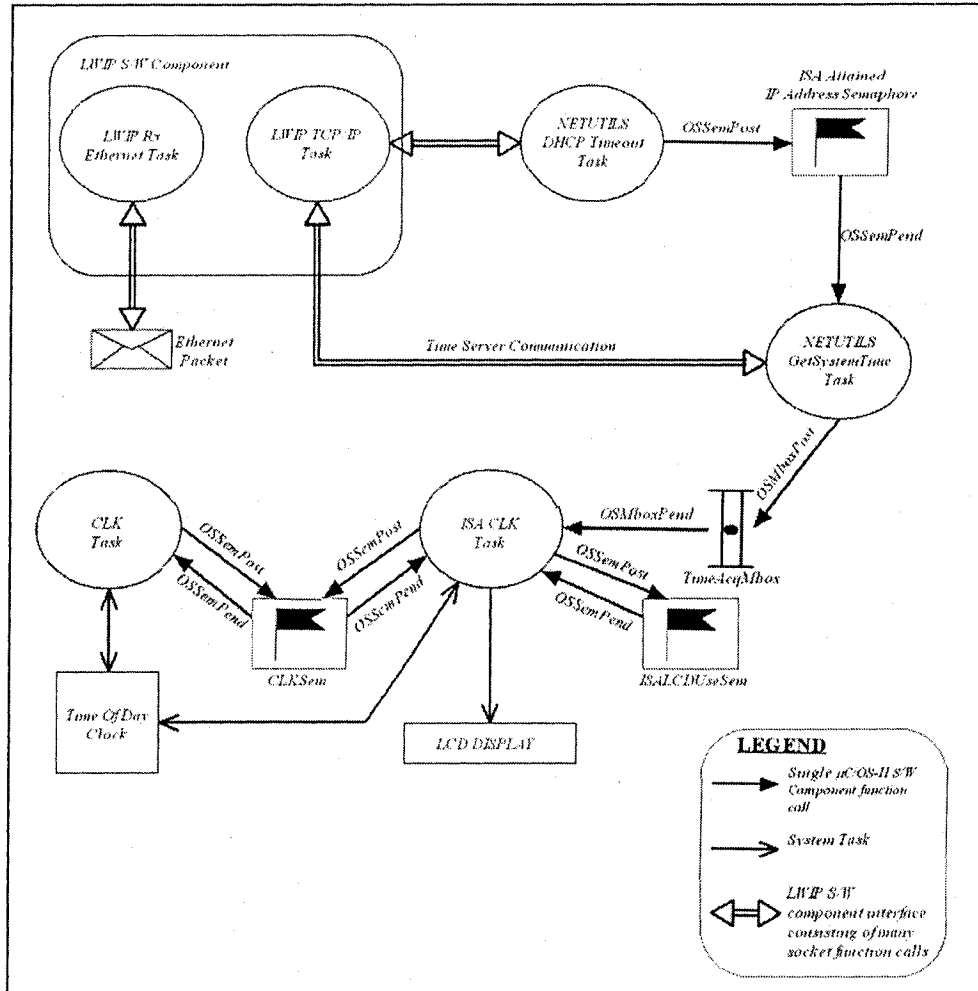 LWIP S/W Component
LWIP Rx
Ethernet Task
LWIP TCP/IP
Task
NETUTILS
DHCP Timeout
Task
OSSemPost
ISA Attained
IP Address Semaphore
OSSemPend
Ethernet
Packet
Time Server Communication
NETUTILS
GetSystemTime
Task
OSMboxPost
CLK
Task
OSSemPost
OSSemPend
OSSemPost
OSSemPend
ISA CLK
Task
OSMboxPend
OSSemPost
OSSemPend
TimeAcqMbox
CLKSem
ISALCDUseSem
Time Of Day
Clock
LCD DISPLAY
LEGEND
Single µC/OS-II S/W
Component function
call
System Task
LWIP S/W
component interface
consisting of many
socket function calls